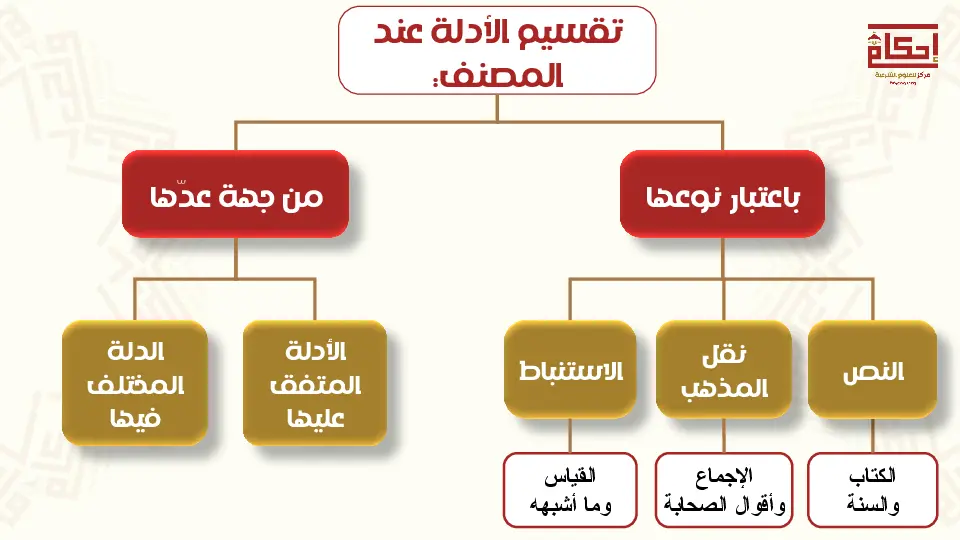 تقسيم الأدلة عند
المصنف:
إحكام
مركز للعلوم الشرعية
باعتبار نوعها
من جهة عدّها
النص
نقل
المذهب
الاستنباط
الأدلة
المتفق
عليها
الدلة
المختلف
فيها
الكتاب
والسنة
الإجماع
وأقوال الصحابة
القياس
وما أشبهه